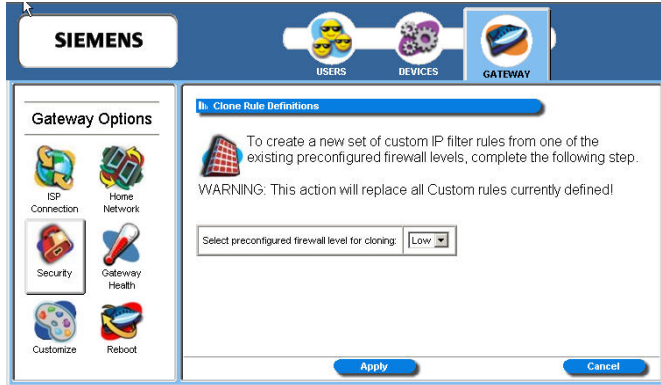 SIEMENS
USERS
DEVICES
GATEWAY
Gateway Options
ISP
Connection
Home
Network
Security
Gateway
Health
Customize
Reboot
Clone Rule Definitions
To create a new set of custom IP filter rules from one of the
existing preconfigured firewall levels, complete the following step.
WARNING: This action will replace all Custom rules currently defined!
Select preconfigured firewall level for cloning: Low
Apply
Cancel